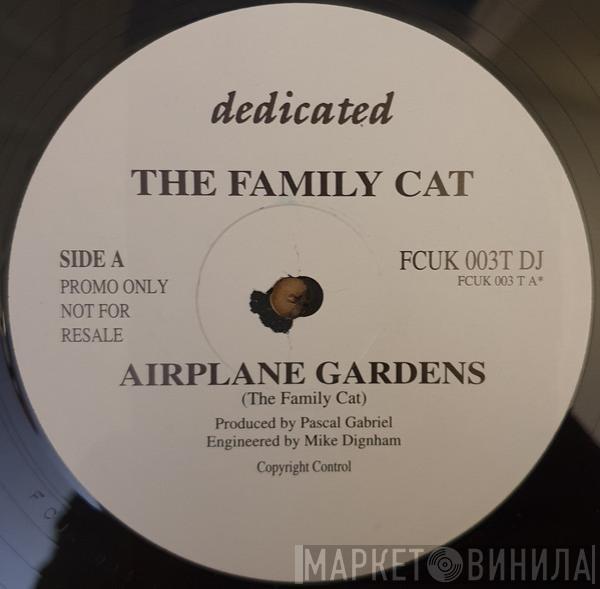 dedicated
THE FAMILY CAT
SIDE A
PROMO ONLY
NOT FOR
RESALE
FCUK 003T DJ
FCUK 003 T A*
AIRPLANE GARDENS
(The Family Cat)
Produced by Pascal Gabriel
Engineered by Mike Dignham
Copyright Control
МАРКЕТ ВИНИЛА